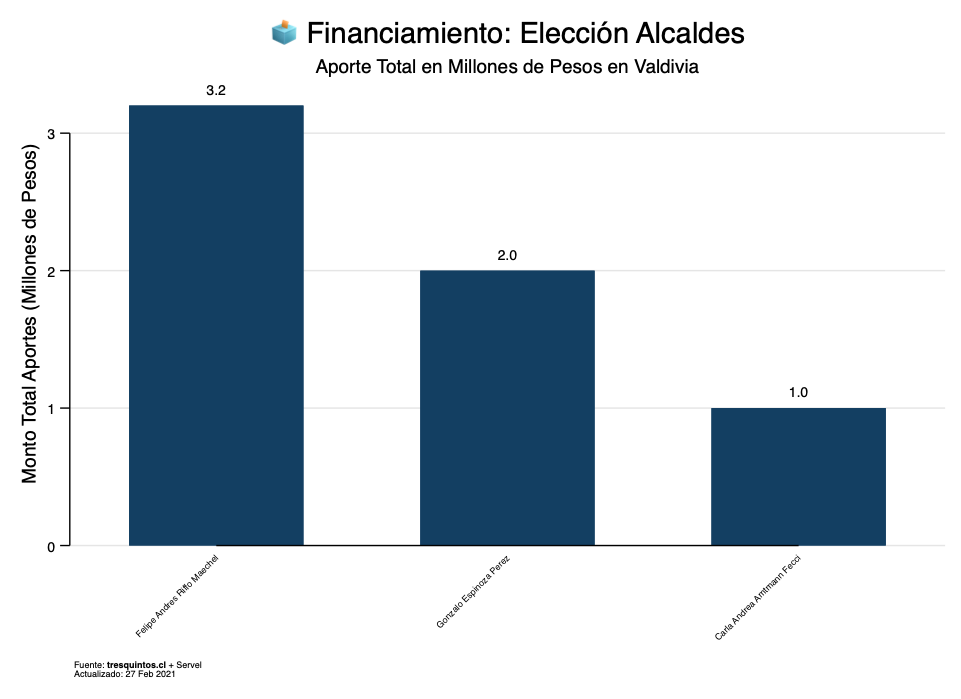 Financiamiento: Elección Alcaldes
Aporte Total en Millones de Pesos en Valdivia
Monto Total Aportes (Millones de Pesos)
3
2
1
0
3.2
2.0
1.0
Felipe Andres Riffo Maechel
Gonzalo Espinoza Perez
Carla Andrea Amtmann Fecci
Fuente: tresquintos.cl + Servel
Actualizado: 27 Feb 2021